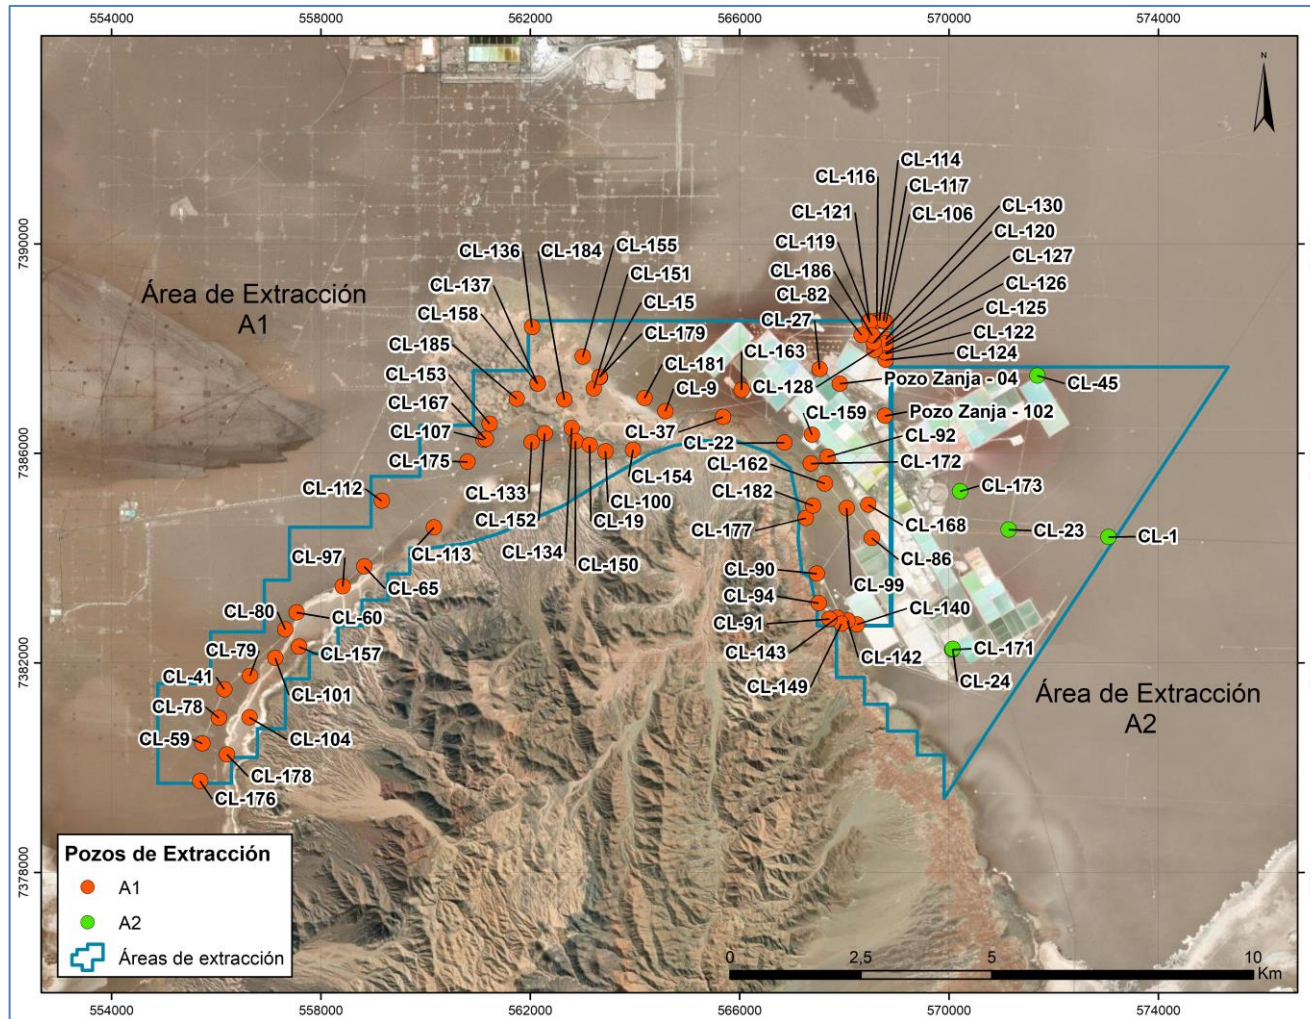 554000
558000
562000
566000
570000
574000
N
CL-114
CL-116
CL-117
CL-106
CL-130
CL-121
CL-120
CL-119
CL-127
CL-186
CL-126
CL-82
CL-125
CL-27
CL-122
CL-163
CL-124
CL-128
Pozo Zanja - 04
CL-45
Pozo Zanja - 102
CL-159
CL-92
CL-22
CL-172
CL-162
CL-182
CL-177
CL-168
CL-173
CL-23
CL-1
CL-86
CL-99
CL-90
CL-94
CL-91
CL-140
CL-143
CL-142
CL-149
CL-171
CL-24
CL-136
CL-184
CL-155
CL-137
CL-151
CL-158
CL-15
CL-185
CL-179
CL-153
CL-181
CL-167
CL-9
CL-107
CL-37
CL-175
CL-154
CL-112
CL-133
CL-100
CL-152
CL-19
CL-134
CL-150
CL-113
CL-97
CL-65
CL-80
CL-60
CL-79
CL-157
CL-41
CL-101
CL-78
CL-104
CL-59
CL-178
CL-176
Área de Extracción
A1
Área de Extracción
A2
7390000
7386000
7382000
7378000
Pozos de Extracción
A1
A2
Áreas de extracción
0
2,5
5
10
Km
554000
558000
562000
566000
570000
574000